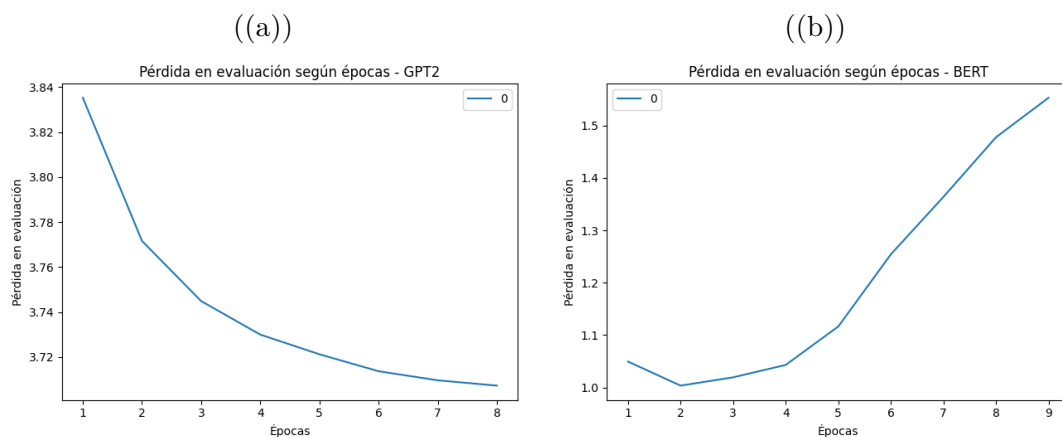 ((a))
Pérdida en evaluación según épocas - GPT2
0
3.84
3.82
3.80
3.78
3.76
3.74
3.72
Pérdida en evaluación
1 2 3 4 5 6 7 8
Épocas
((b))
Pérdida en evaluación según épocas - BERT
0
1.5
1.4
1.3
1.2
1.1
1.0
Pérdida en evaluación
1 2 3 4 5 6 7 8 9
Épocas